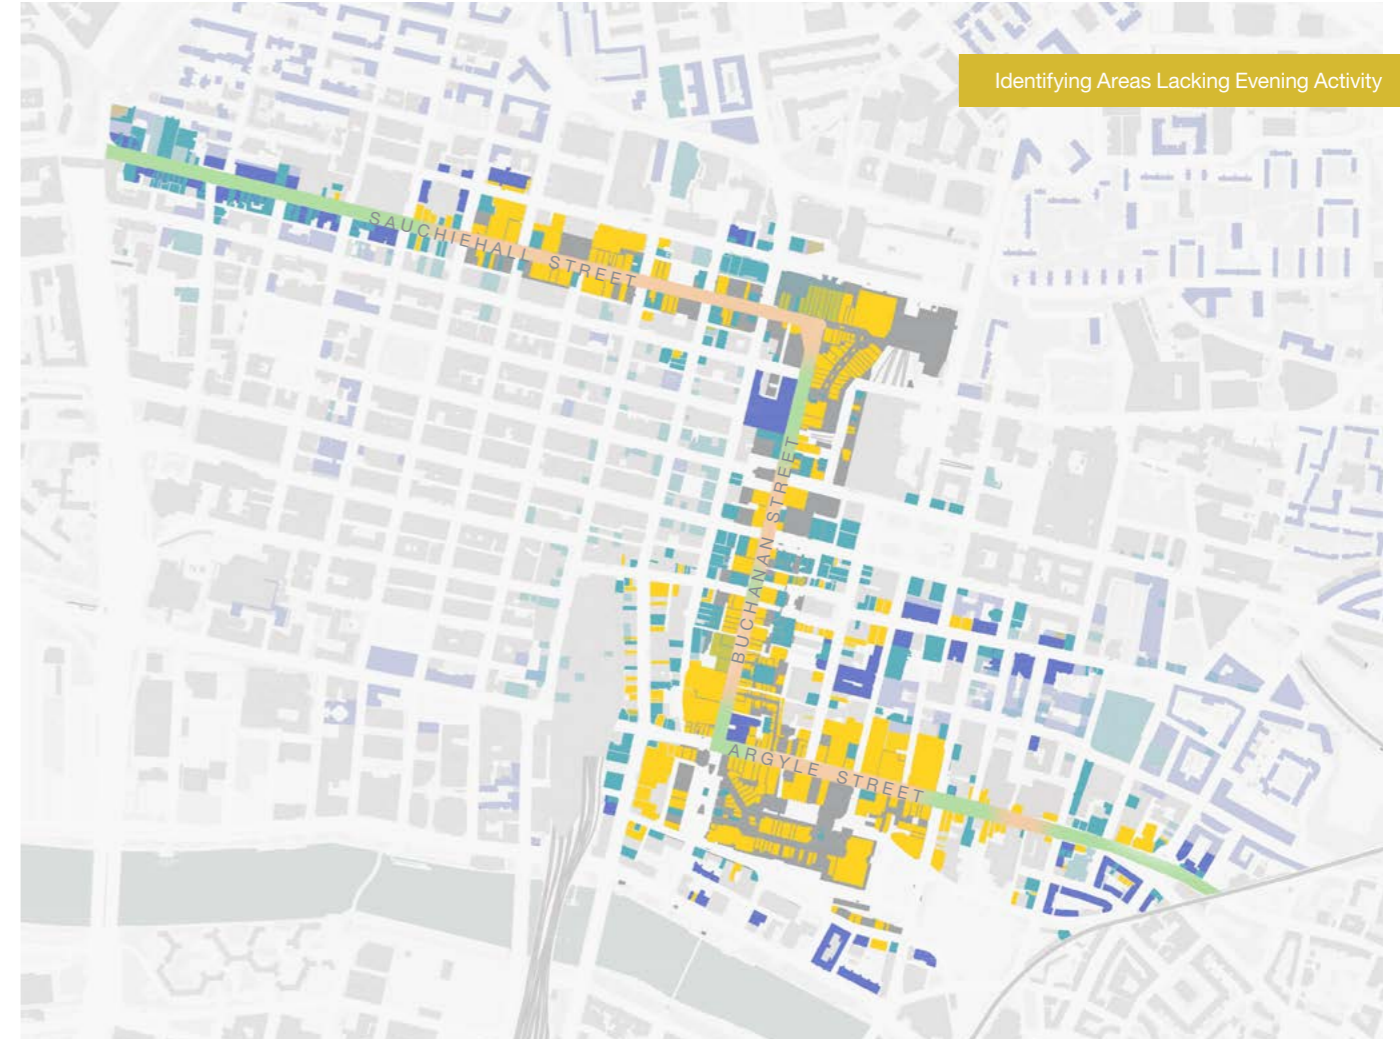 Identifying Areas Lacking Evening Activity
SAUCHIEHALL STREET
BUCHANAN STREET
ARGYLE STREET